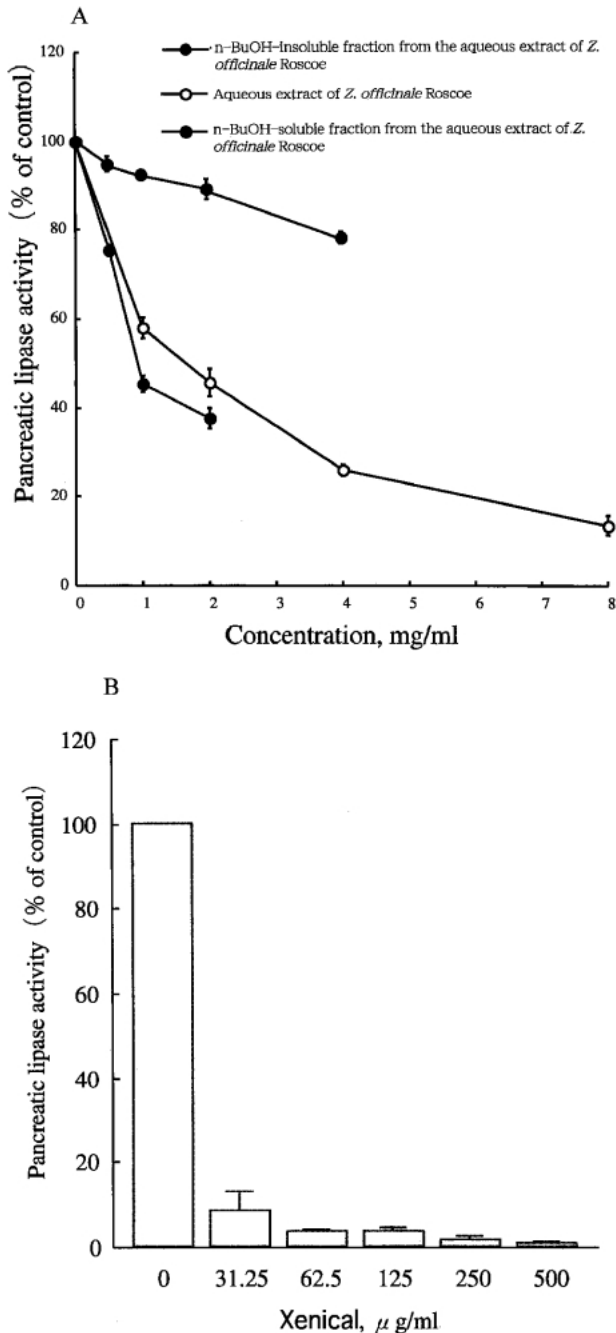 A
n-BuOH-insoluble fraction from the aqueous extract of Z.
officinale Roscoe
Aqueous extract of Z. officinale Roscoe
n-BuOH-soluble fraction from the aqueous extract of Z.
officinale Roscoe
Pancreatic lipase activity (% of control)
120
100
80
60
40
20
0
0 1 2 3 4 5 6 7 8
Concentration, mg/ml
B
Pancreatic lipase activity (% of control)
120
100
80
60
40
20
0
0 31.25 62.5 125 250 500
Xenical, μ g/ml